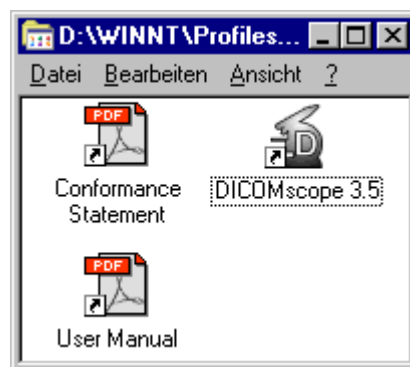 D:\WINNT\Profiles...
Datei Bearbeiten Ansicht ?
PDF
Conformance
Statement
D
DICOMscope 3.5
PDF
User Manual